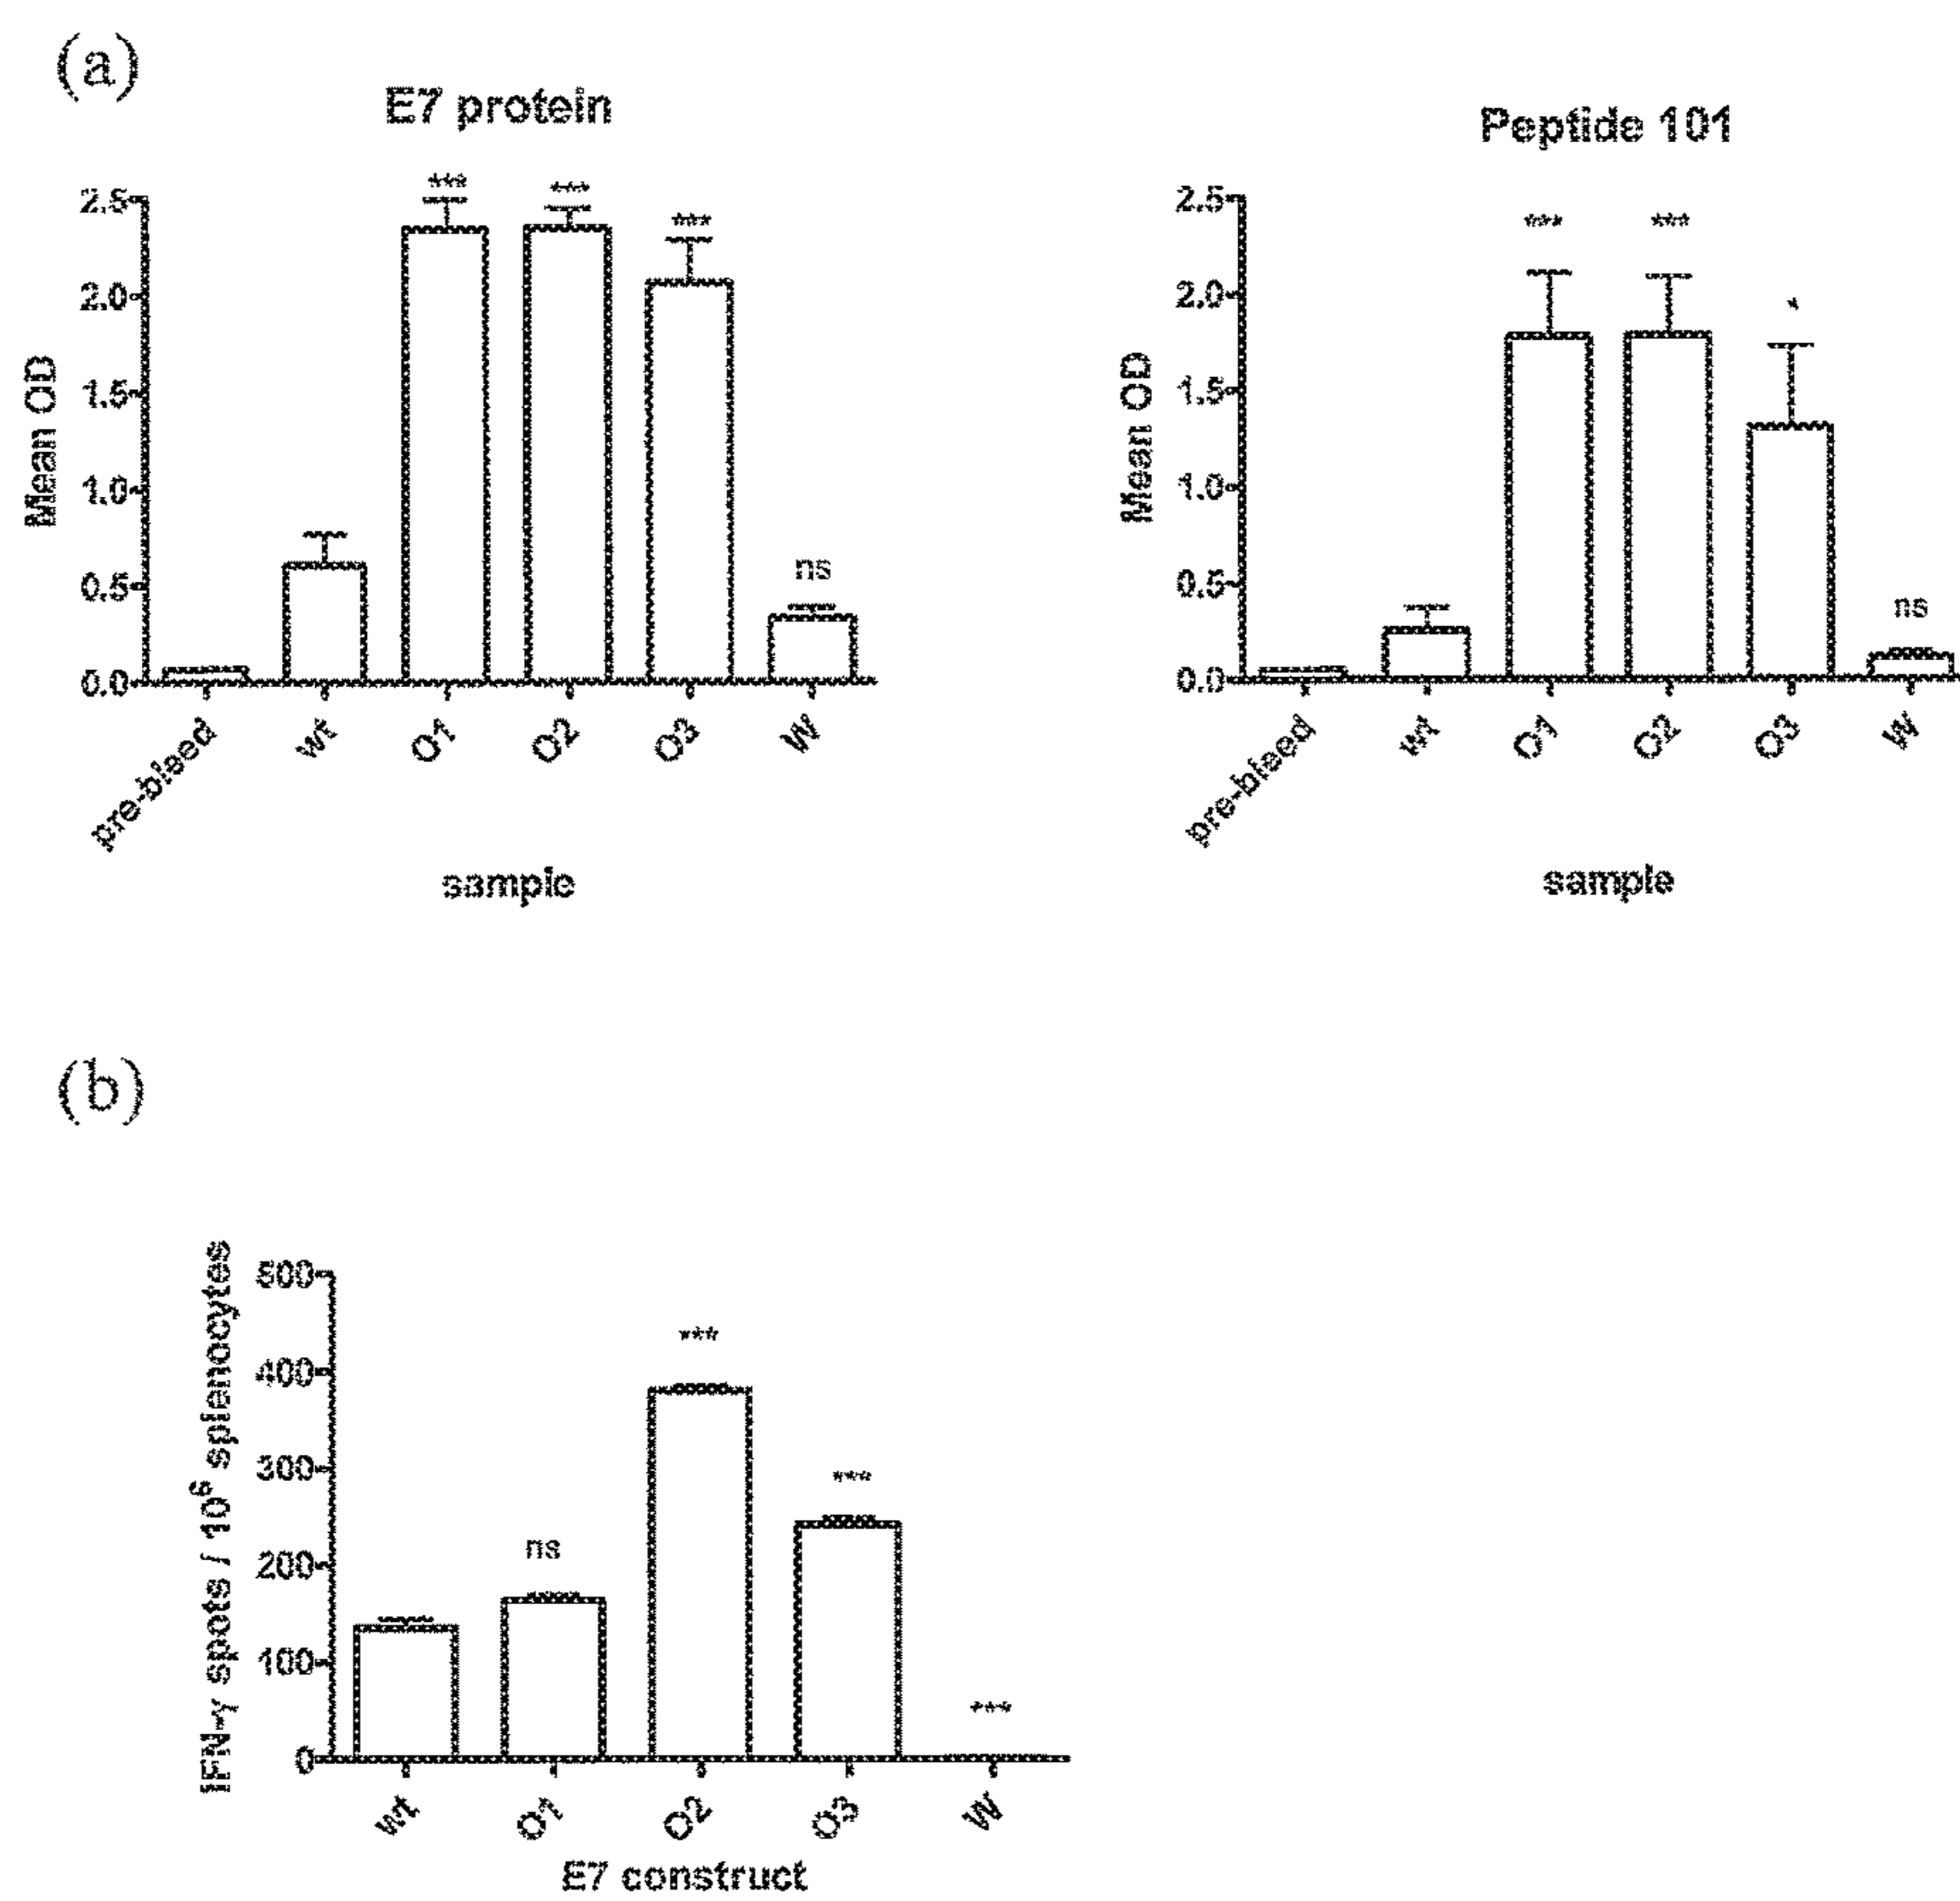 (a)
E7 protein
***
***
***
ns
2.5
2.0
1.5
1.0
0.5
0.0
Mean OD
pre-bleed
wt
O1
O2
O3
W
sample
Peptide 101
***
***
*
ns
2.5
2.0
1.5
1.0
0.5
0.0
Mean OD
pre-bleed
wt
O1
O2
O3
W
sample
(b)
ns
***
***
***
500
400
300
200
100
0
IFN-γ spots / 10⁶ splenocytes
wt
O1
O2
O3
W
E7 construct